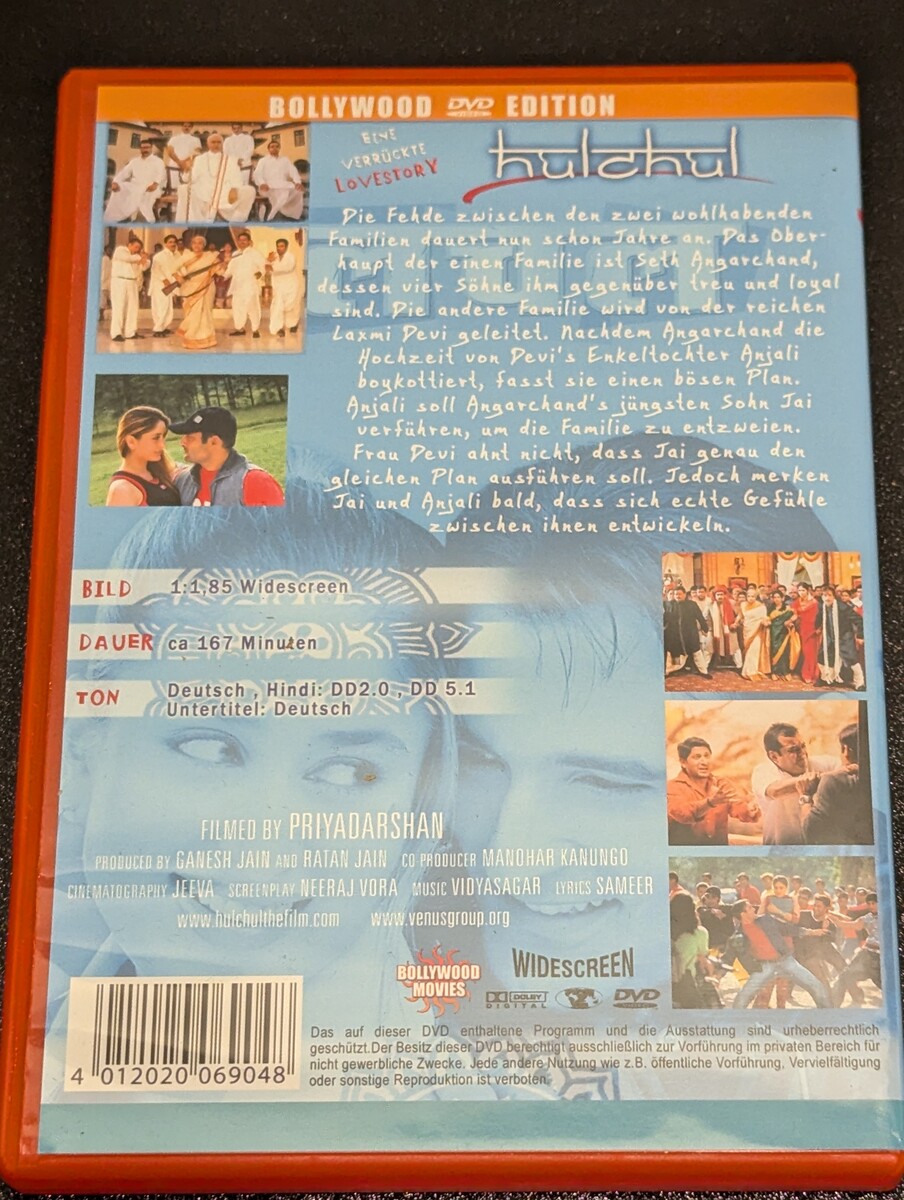 BOLLYWOOD DVD VIDEO EDITION
EINE
VERRÜCKTE
LOVESTORY
hulchul
Die Fehde zwischen den zwei wohlhabenden
Familien dauert nun schon Jahre an. Das Ober-
haupt der einen Familie ist Seth Angarchand,
dessen vier Söhne ihm gegenüber treu und loyal
sind. Die andere Familie wird von der reichen
Laxmi Devi geleitet. Nachdem Angarchand die
Hochzeit von Devi's Enkeltochter Anjali
boykottiert, fasst sie einen bösen Plan.
Anjali soll Angarchand's jüngsten Sohn Jai
verführen, um die Familie zu entzweien.
Frau Devi ahnt nicht, dass Jai genau den
gleichen Plan ausführen soll. Jedoch merken
Jai und Anjali bald, dass sich echte Gefühle
zwischen ihnen entwickeln.
BILD 1:1,85 Widescreen
DAUER ca 167 Minuten
TON Deutsch , Hindi: DD2.0 , DD 5.1
Untertitel: Deutsch
FILMED BY PRIYADARSHAN
PRODUCED BY GANESH JAIN AND RATAN JAIN CO PRODUCER MANOHAR KANUNGO
CINEMATOGRAPHY JEEVA SCREENPLAY NEERAJ VORA MUSIC VIDYASAGAR LYRICS SAMEER
www.hulchulthefilm.com www.venusgroup.org
BOLLYWOOD
MOVIES
WIDESCREEN
DOLBY
DIGITAL
DVD
4 012020 069048
Das auf dieser DVD enthaltene Programm und die Ausstattung sind urheberrechtlich
geschützt.Der Besitz dieser DVD berechtigt ausschließlich zur Vorführung im privaten Bereich für
nicht gewerbliche Zwecke. Jede andere Nutzung wie z.B. öffentliche Vorführung, Vervielfältigung
oder sonstige Reproduktion ist verboten.